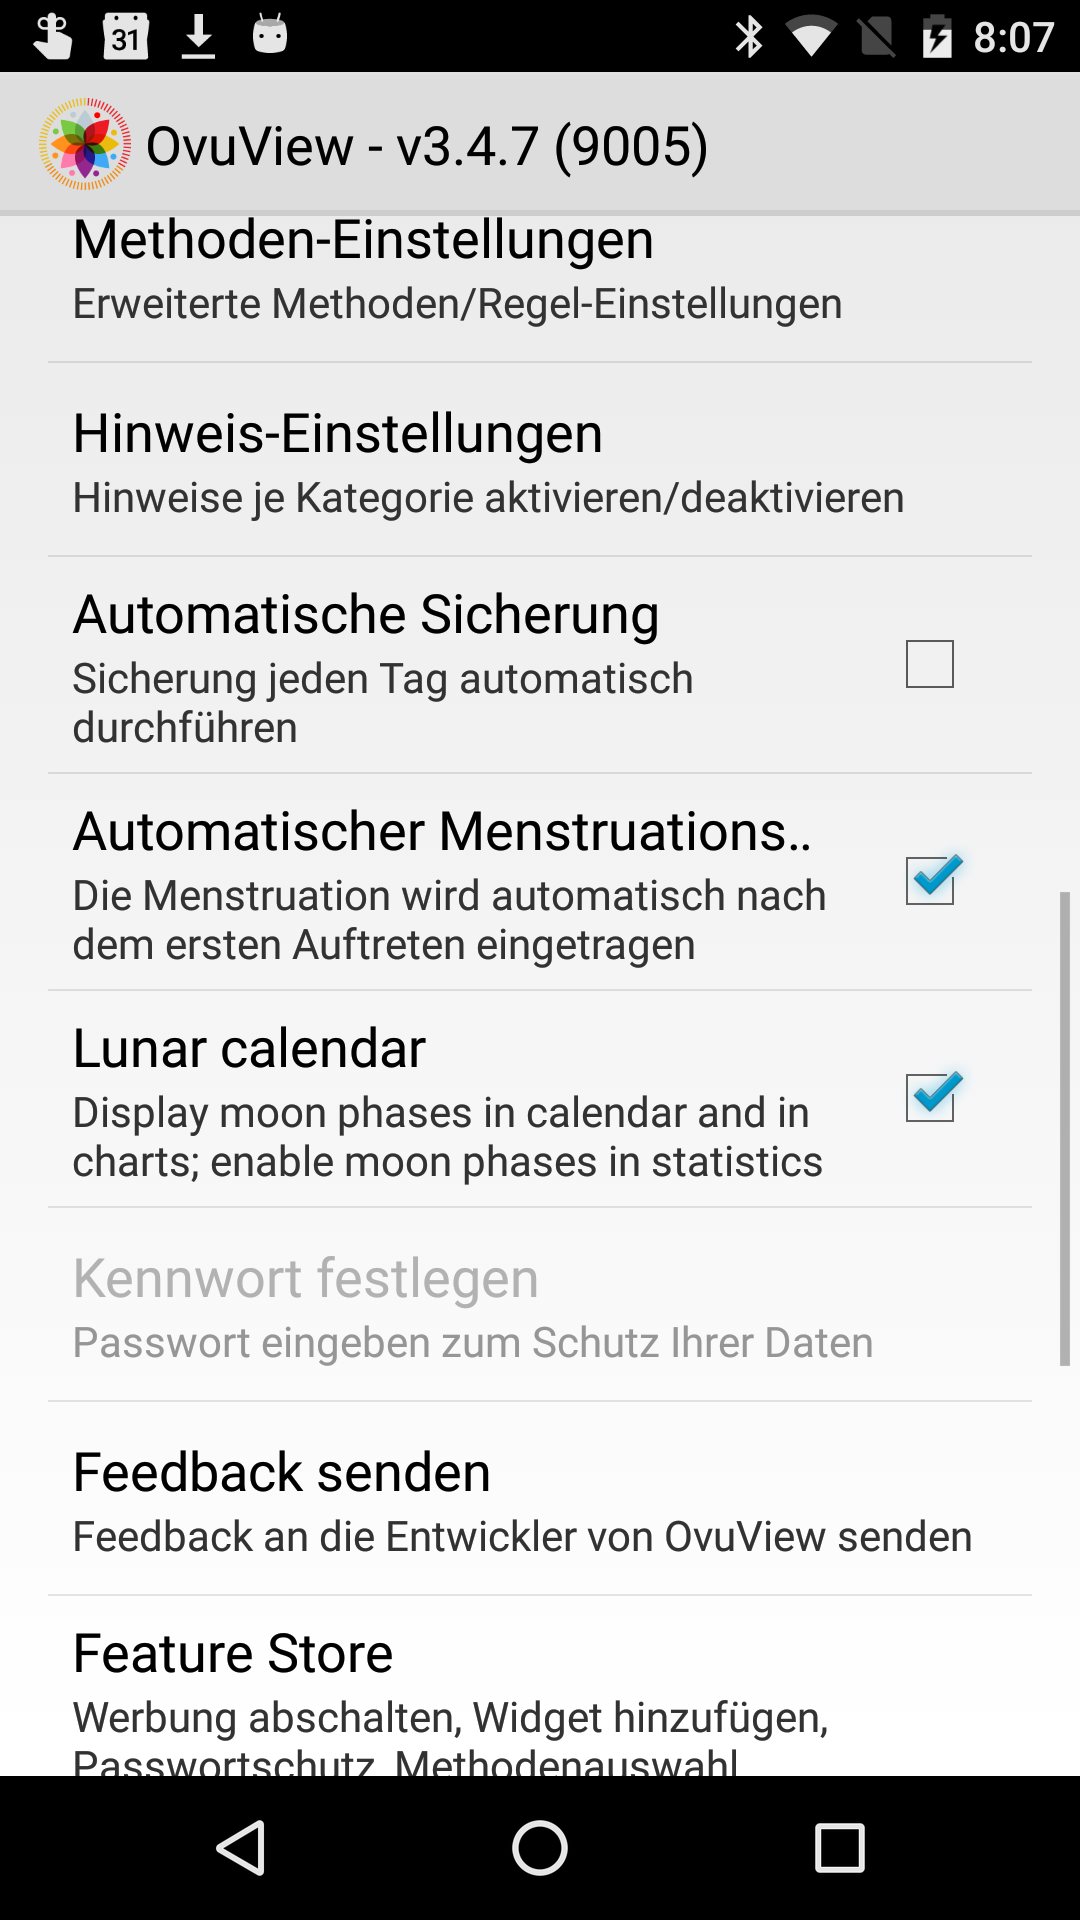 31
8:07
OvuView - v3.4.7 (9005)
Methoden-Einstellungen
Erweiterte Methoden/Regel-Einstellungen
Hinweis-Einstellungen
Hinweise je Kategorie aktivieren/deaktivieren
Automatische Sicherung
Sicherung jeden Tag automatisch
durchführen
Automatischer Menstruations..
Die Menstruation wird automatisch nach
dem ersten Auftreten eingetragen
Lunar calendar
Display moon phases in calendar and in
charts; enable moon phases in statistics
Kennwort festlegen
Passwort eingeben zum Schutz Ihrer Daten
Feedback senden
Feedback an die Entwickler von OvuView senden
Feature Store
Werbung abschalten, Widget hinzufügen,
Passwortschutz, Methodenauswahl